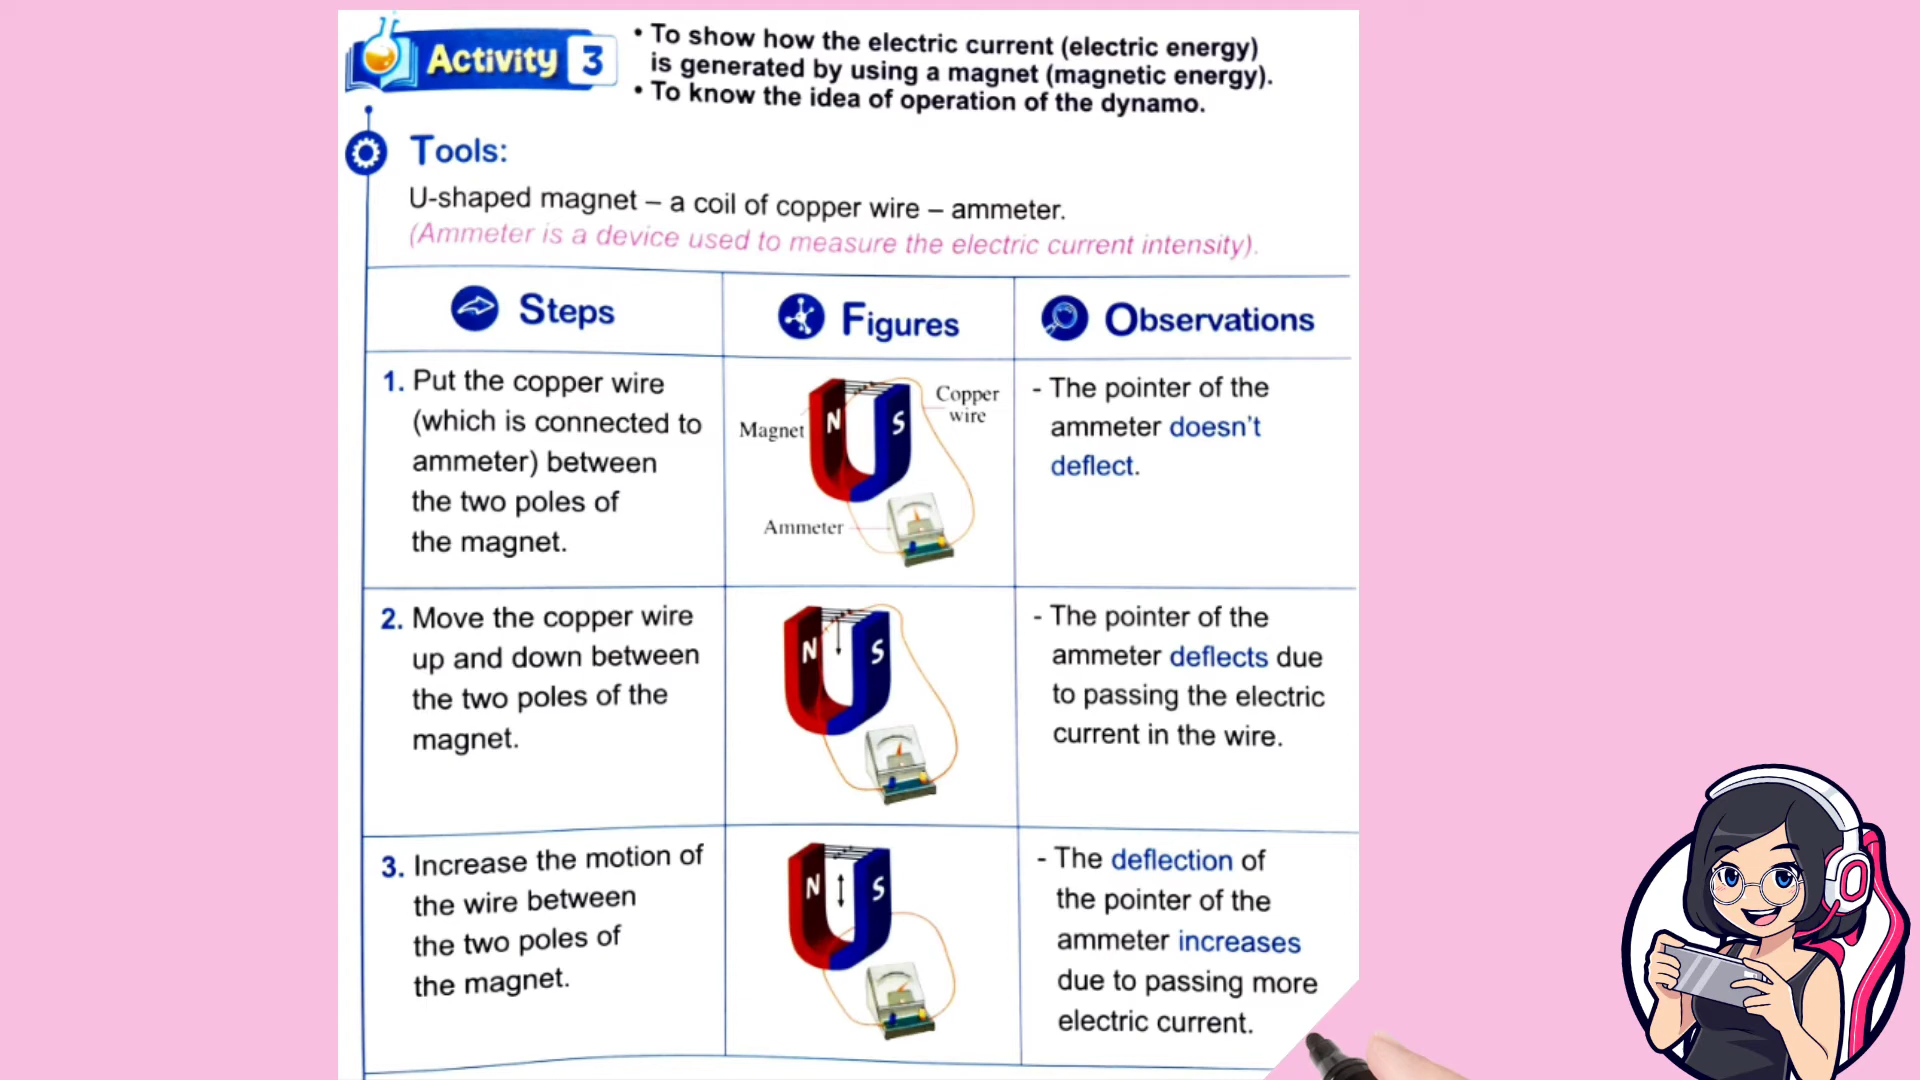 Activity 3
• To show how the electric current (electric energy)
is generated by using a magnet (magnetic energy).
• To know the idea of operation of the dynamo.
Tools:
U-shaped magnet – a coil of copper wire – ammeter.
(Ammeter is a device used to measure the electric current intensity).
Steps
Figures
Observations
1. Put the copper wire
(which is connected to
ammeter) between
the two poles of
the magnet.
Magnet
N
S
Copper
wire
Ammeter
- The pointer of the
ammeter doesn't
deflect.
2. Move the copper wire
up and down between
the two poles of the
magnet.
N
S
- The pointer of the
ammeter deflects due
to passing the electric
current in the wire.
3. Increase the motion of
the wire between
the two poles of
the magnet.
N
S
- The deflection of
the pointer of the
ammeter increases
due to passing more
electric current.